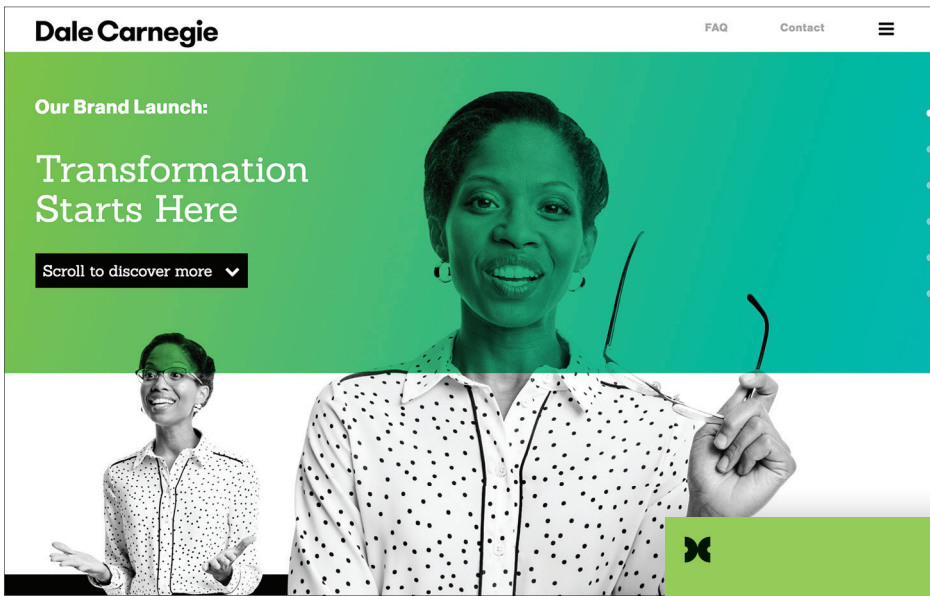 Dale Carnegie
FAQ
Contact
Our Brand Launch:
Transformation
Starts Here
Scroll to discover more